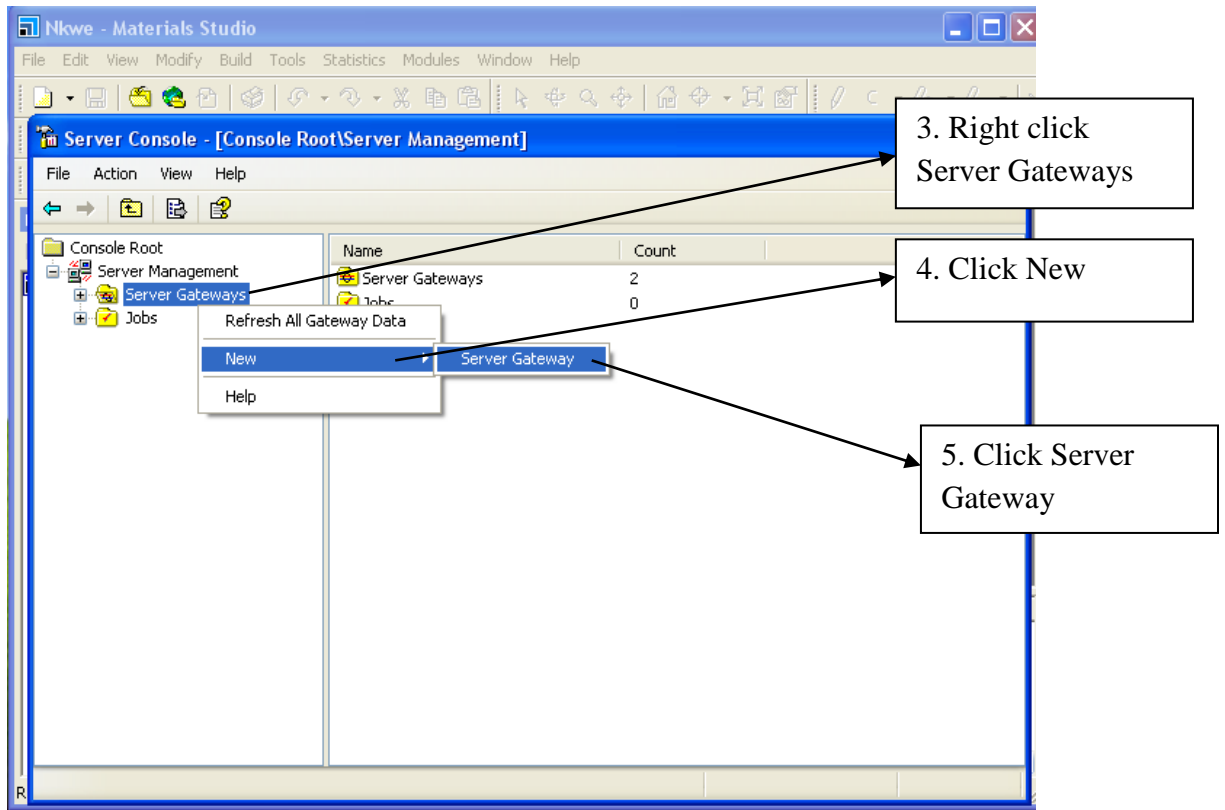 Nkwe - Materials Studio
File Edit View Modify Build Tools Statistics Modules Window Help
3. Right click
Server Gateways
Server Console - [Console Root\Server Management]
File Action View Help
Console Root
Name Count
4. Click New
Server Management
Server Gateways 2
Server Gateways
Jobs 0
Jobs
Refresh All Gateway Data
New
Server Gateway
Help
5. Click Server
Gateway
R